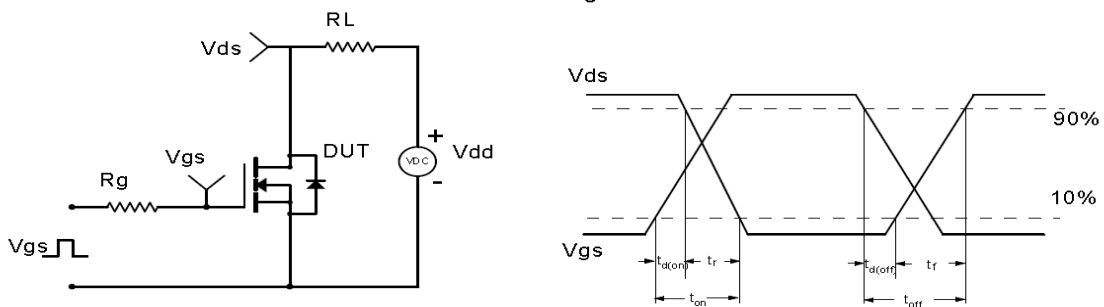 g
RL
Vds
Vds
90%
+
DUT
Vgs
VDC
Vdd
Rg
-
10%
Vgs
Vgs
td(on)
tr
td(off)
tf
ton
toff